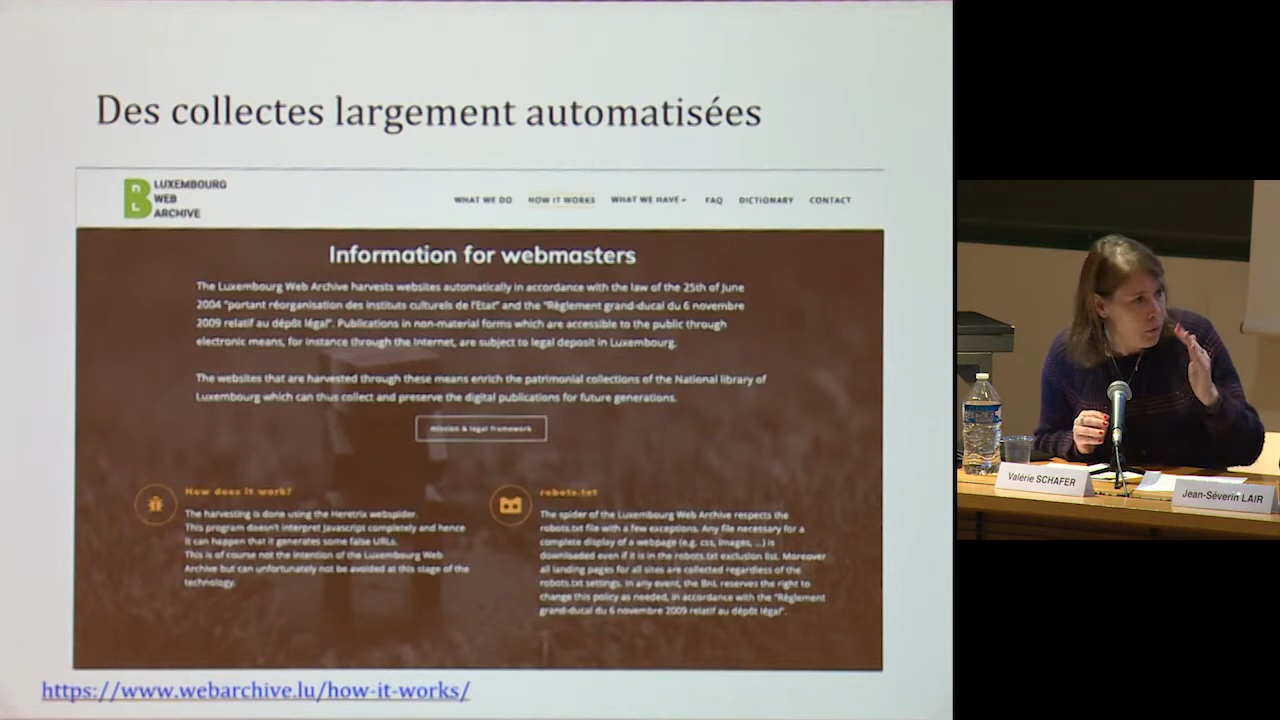 Des collectes largement automatisées
LUXEMBOURG
WEB
ARCHIVE
WHAT WE DO HOW IT WORKS WHAT WE HAVE FAQ DICTIONARY CONTACT
Information for webmasters
The Luxembourg Web Archive harvests websites automatically in accordance with the law of the 25th of June
2004 "portant réorganisation des instituts culturels de l'Etat" and the "Règlement grand-ducal du 6 novembre
2009 relatif au dépôt légal". Publications in non-material forms which are accessible to the public through
electronic means, for instance through the Internet, are subject to legal deposit in Luxembourg.
The websites that are harvested through these means enrich the patrimonial collections of the National library of
Luxembourg which can thus collect and preserve the digital publications for future generations.
mission & legal framework
How does it work?
The harvesting is done using the Heretrix webspider.
This program doesn't interpret Javascript completely and hence
it can happen that it generates some false URLs.
This is of course not the intention of the Luxembourg Web
Archive but can unfortunately not be avoided at this stage of the
technology.
robots.txt
The spider of the Luxembourg Web Archive respects the
robots.txt file with a few exceptions. Any file necessary for a
complete display of a webpage (e.g. css, images, ...) is
downloaded even if it is in the robots.txt exclusion list. Moreover
all landing pages for all sites are collected regardless of the
robots.txt settings. In any event, the BnL reserves the right to
change this policy as needed, in accordance with the "Règlement
grand-ducal du 6 novembre 2009 relatif au dépôt légal".
https://www.webarchive.lu/how-it-works/
Valérie SCHAFER
Jean-Séverin LAIR